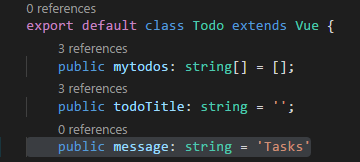 0 references
export default class Todo extends Vue {
3 references
public mytodos: string[] = [];
3 references
public todoTitle: string = '';
0 references
public message: string = 'Tasks'